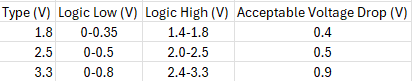 Type (V) Logic Low (V) Logic High (V) Acceptable Voltage Drop (V)
1.8 0-0.35 1.4-1.8 0.4
2.5 0-0.5 2.0-2.5 0.5
3.3 0-0.8 2.4-3.3 0.9